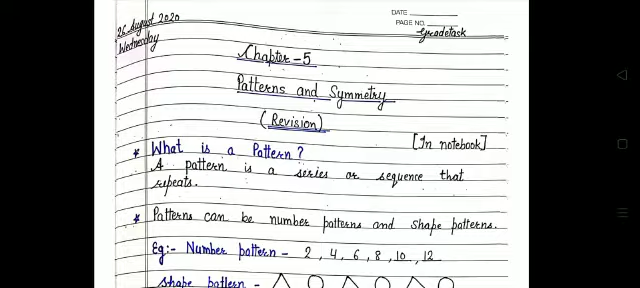 26 August 2020
Wednesday
DATE
PAGE NO.
Gradetask
Chapter-5
Patterns and Symmetry
(Revision)
[In notebook]
* What is a Pattern?
A pattern is a series or sequence that
repeats.
* Patterns can be number patterns and shape patterns.
Eg:- Number pattern - 2, 4, 6, 8, 10, 12
Shape pattern -